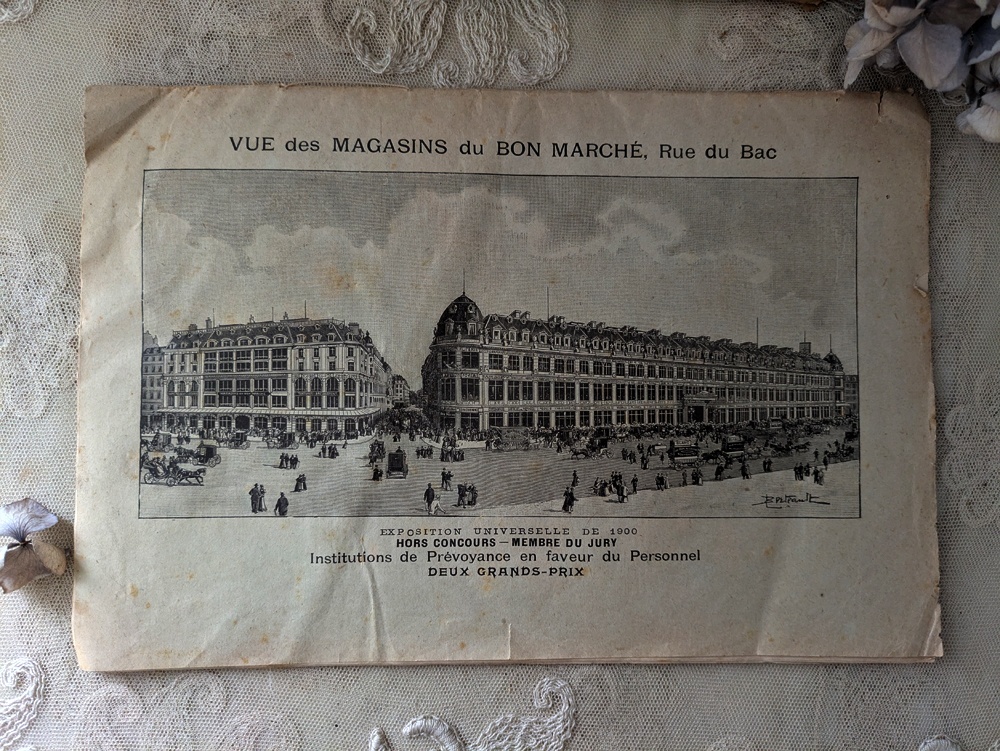 VUE des MAGASINS du BON MARCHÉ, Rue du Bac
EXPOSITION UNIVERSELLE DE 1900
HORS CONCOURS — MEMBRE DU JURY
Institutions de Prévoyance en faveur du Personnel
DEUX GRANDS-PRIX